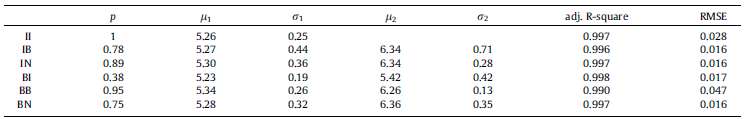 p μ1 σ1 μ2 σ2 adj. R-square RMSE
II 1 5.26 0.25 0.997 0.028
IB 0.78 5.27 0.44 6.34 0.71 0.996 0.016
IN 0.89 5.30 0.36 6.34 0.28 0.997 0.016
BI 0.38 5.23 0.19 5.42 0.42 0.998 0.017
BB 0.95 5.34 0.26 6.26 0.13 0.990 0.047
BN 0.75 5.28 0.32 6.36 0.35 0.997 0.016